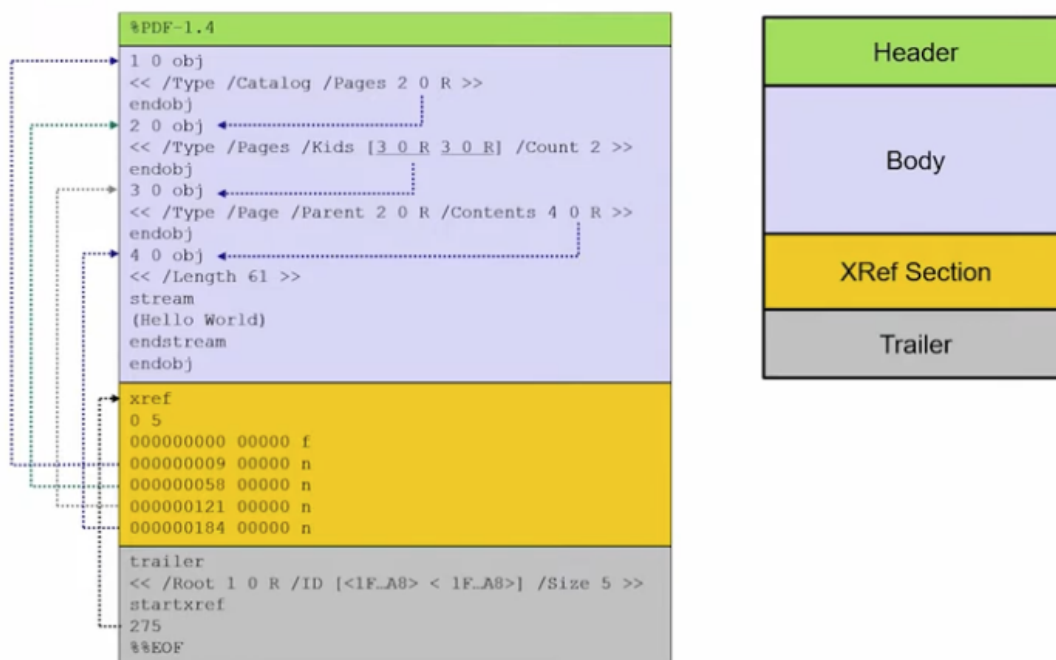 %PDF-1.4
1 0 obj
<< /Type /Catalog /Pages 2 0 R >>
endobj
2 0 obj
<< /Type /Pages /Kids [3 0 R 3 0 R] /Count 2 >>
endobj
3 0 obj
<< /Type /Page /Parent 2 0 R /Contents 4 0 R >>
endobj
4 0 obj
<< /Length 61 >>
stream
(Hello World)
endstream
endobj
xref
0 5
000000000 00000 f
000000009 00000 n
000000058 00000 n
000000121 00000 n
000000184 00000 n
trailer
<< /Root 1 0 R /ID [<1F…A8> < 1F…A8>] /Size 5 >>
startxref
275
%%EOF
Header
Body
XRef Section
Trailer